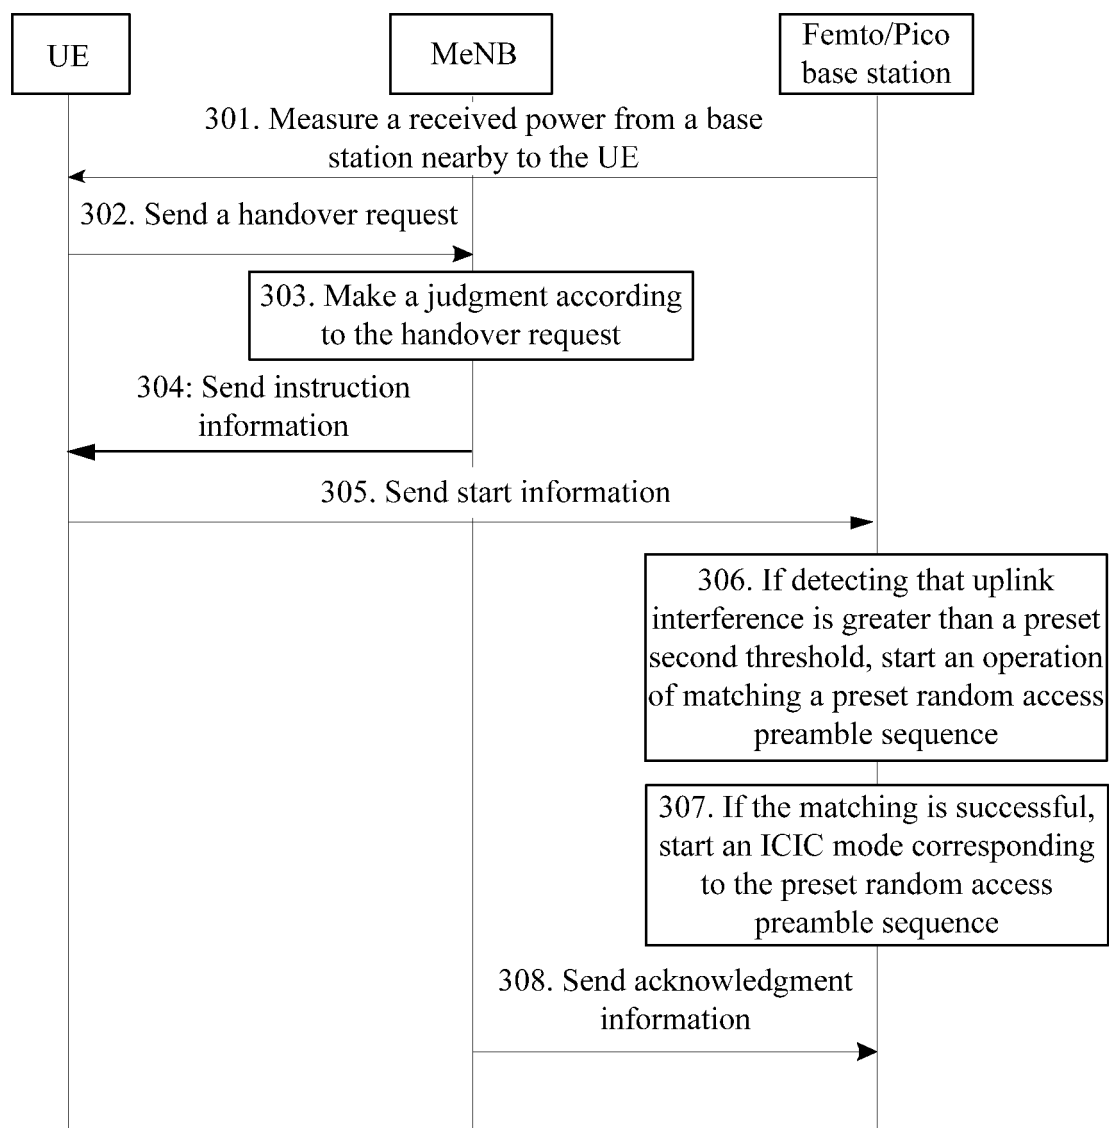 UE
MeNB
Femto/Pico
base station
301. Measure a received power from a base
station nearby to the UE
302. Send a handover request
303. Make a judgment according
to the handover request
304: Send instruction
information
305. Send start information
306. If detecting that uplink
interference is greater than a preset
second threshold, start an operation
of matching a preset random access
preamble sequence
307. If the matching is successful,
start an ICIC mode corresponding
to the preset random access
preamble sequence
308. Send acknowledgment
information